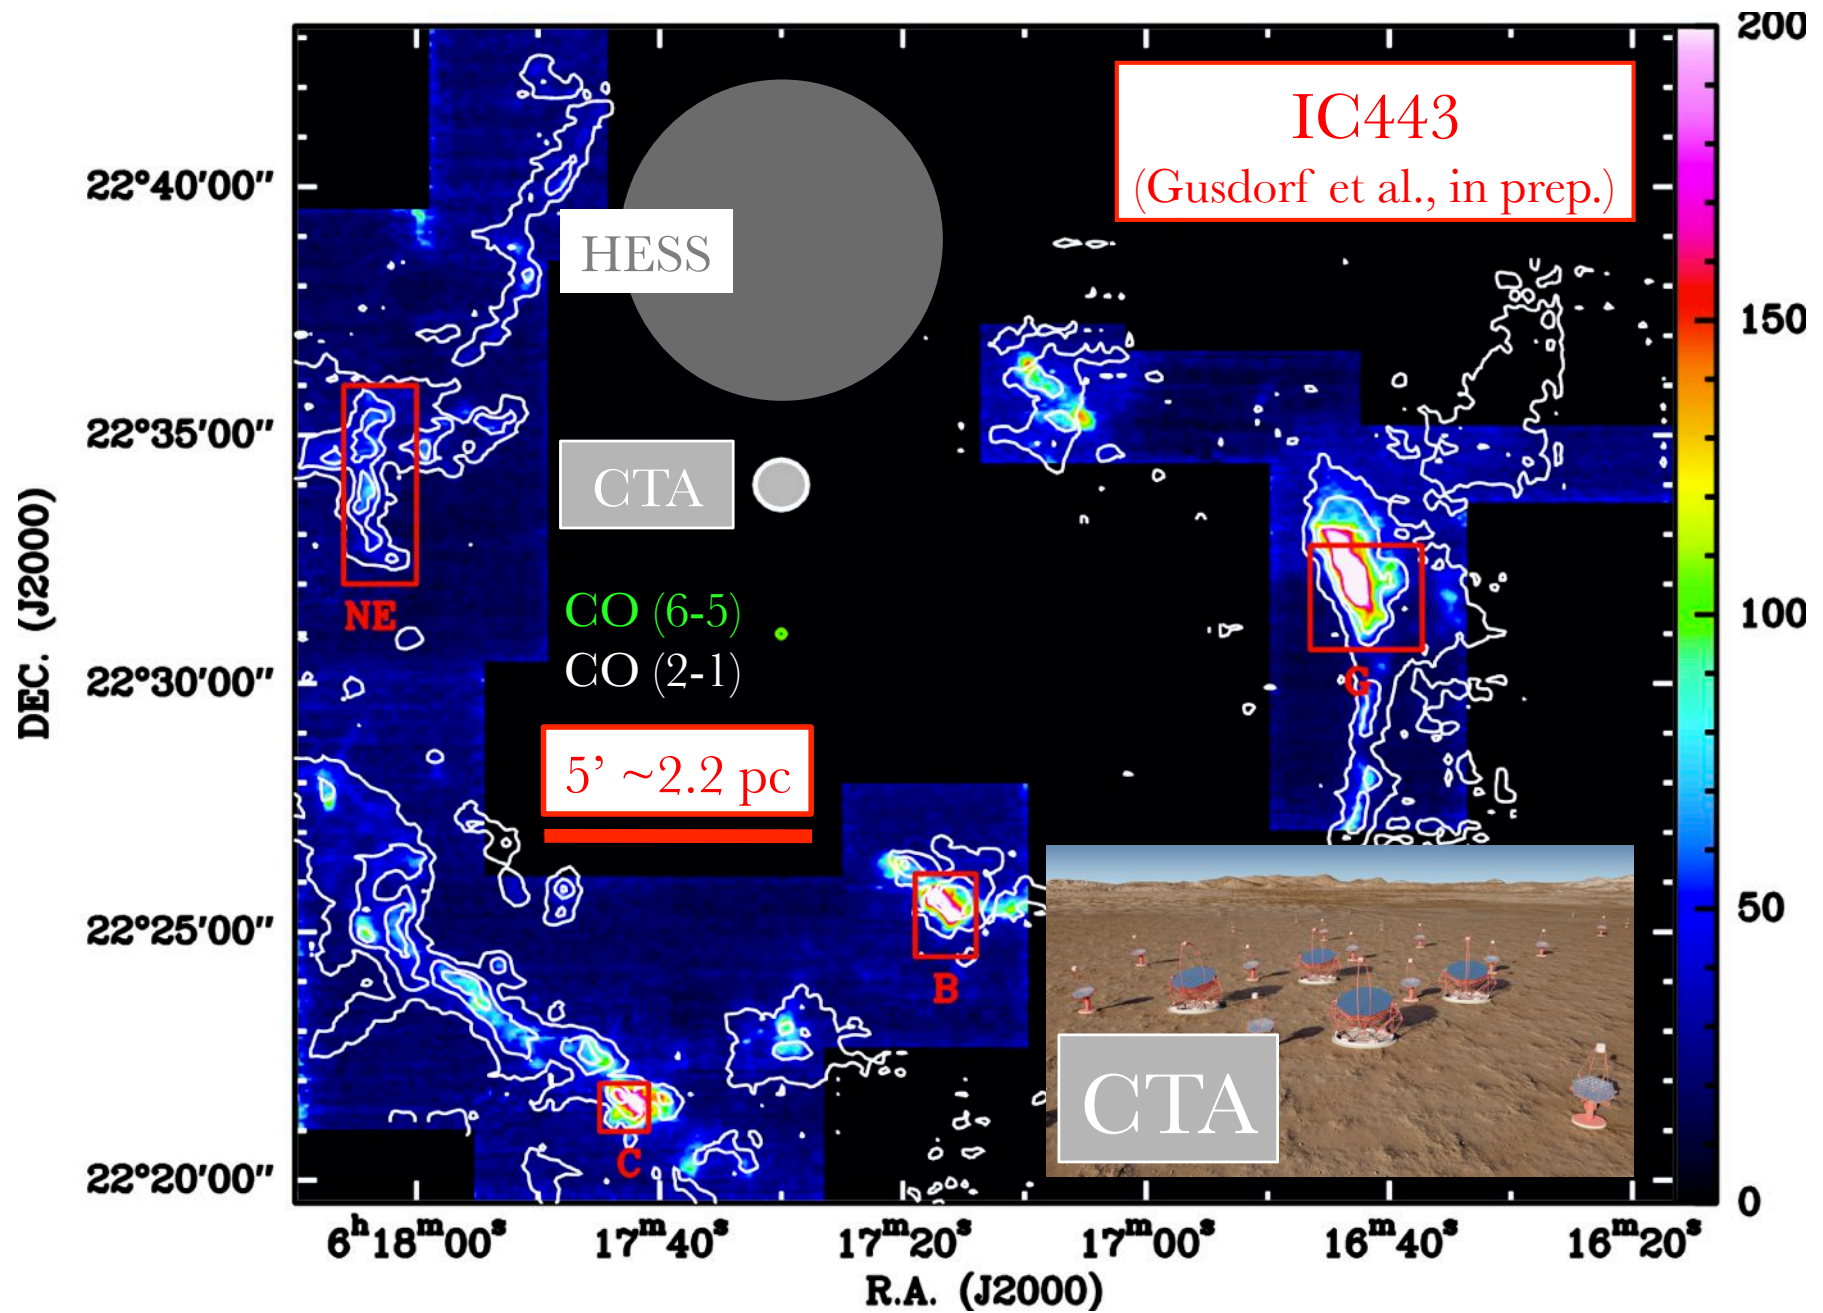 200
IC443
(Gusdorf et al., in prep.)
22°40′00″
HESS
150
22°35′00″
CTA
NE
CO (6-5)
CO (2-1)
100
22°30′00″
G
5’ ~2.2 pc
50
22°25′00″
B
CTA
C
22°20′00″
0
6ʰ18ᵐ00ˢ 17ᵐ40ˢ 17ᵐ20ˢ 17ᵐ00ˢ 16ᵐ40ˢ 16ᵐ20ˢ
R.A. (J2000)
DEC. (J2000)